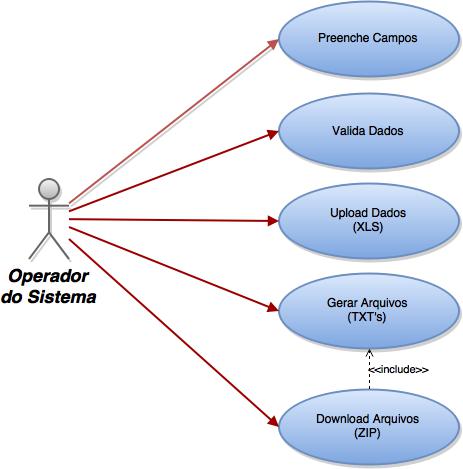 Preenche Campos
Valida Dados
Upload Dados
(XLS)
Operador
do Sistema
Gerar Arquivos
(TXT's)
<<include>>
Download Arquivos
(ZIP)